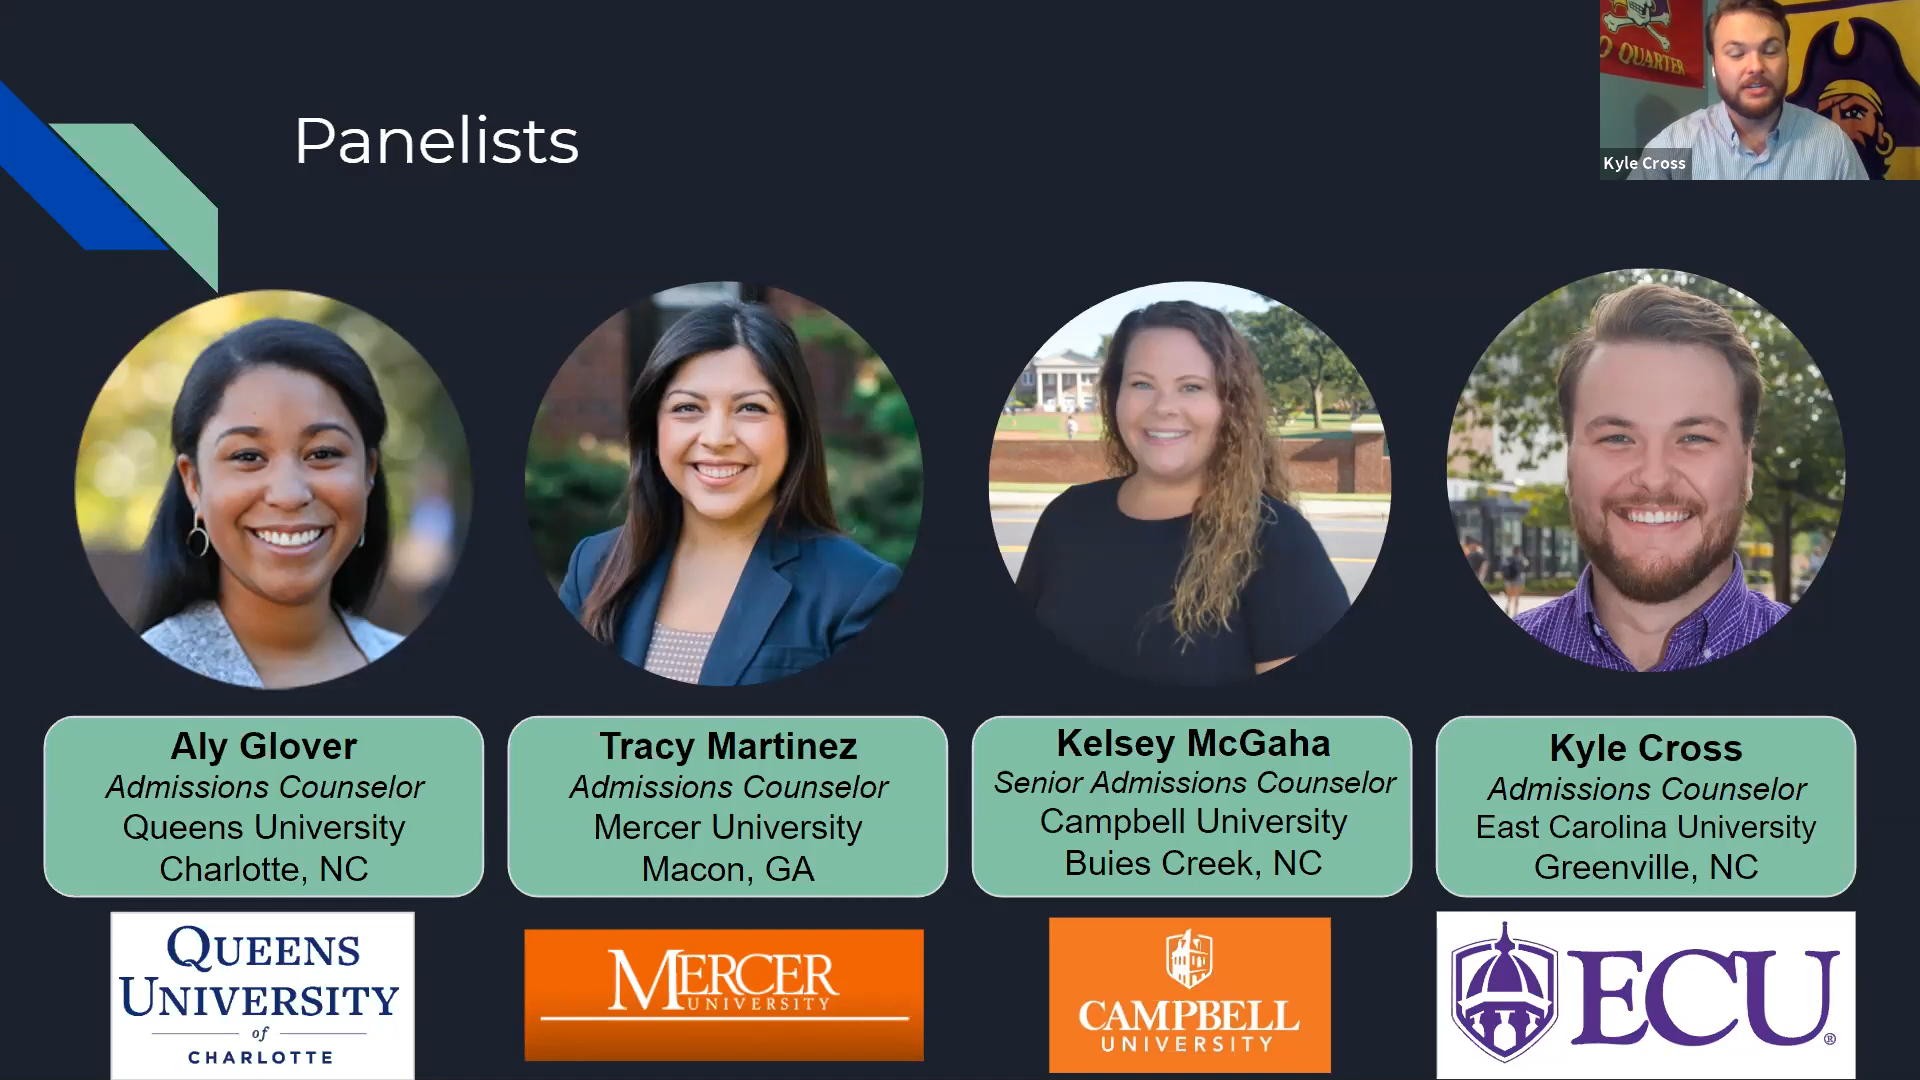 Panelists
O QUARTER
Kyle Cross
Aly Glover
Admissions Counselor
Queens University
Charlotte, NC
Tracy Martinez
Admissions Counselor
Mercer University
Macon, GA
Kelsey McGaha
Senior Admissions Counselor
Campbell University
Buies Creek, NC
Kyle Cross
Admissions Counselor
East Carolina University
Greenville, NC
QUEENS
UNIVERSITY
of
CHARLOTTE
MERCER
UNIVERSITY
CAMPBELL
UNIVERSITY
ECU®